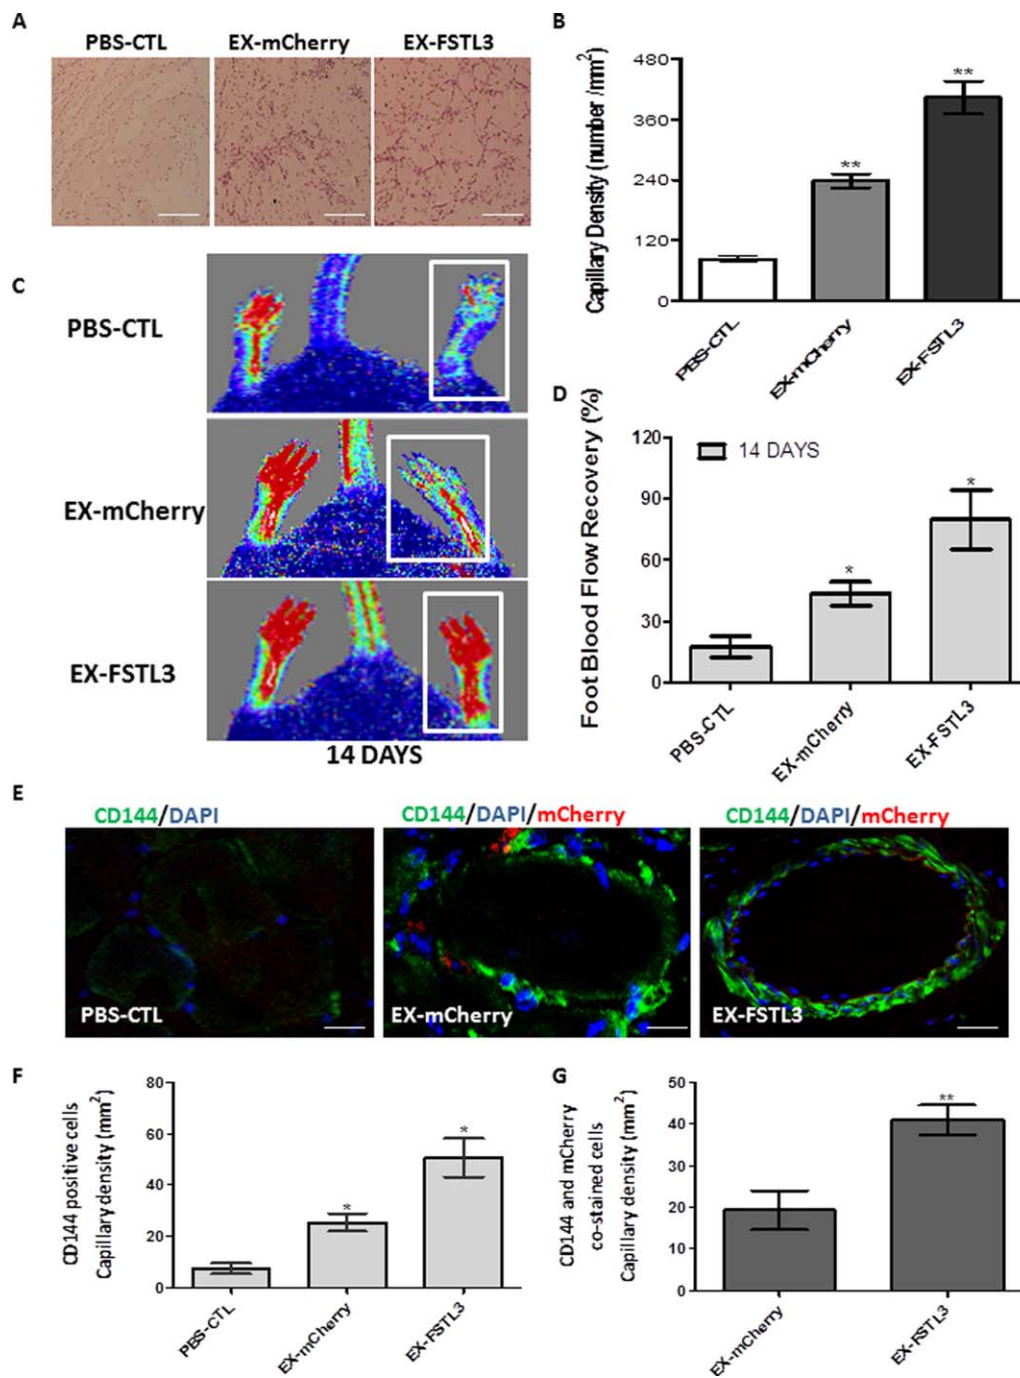 A
PBS-CTL EX-mCherry EX-FSTL3
B
Capillary Density (number /mm²)
480
360
240
120
0
**
**
PBS-CTL
EX-mCherry
EX-FSTL3
C
PBS-CTL
EX-mCherry
EX-FSTL3
14 DAYS
D
Foot Blood Flow Recovery (%)
120
90
60
30
0
14 DAYS
*
*
PBS-CTL
EX-mCherry
EX-FSTL3
E
CD144/DAPI
CD144/DAPI/mCherry
CD144/DAPI/mCherry
PBS-CTL
EX-mCherry
EX-FSTL3
F
CD144 positive cells
Capillary density (mm²)
80
60
40
20
0
*
*
PBS-CTL
EX-mCherry
EX-FSTL3
G
CD144 and mCherry
co-stained cells
Capillary density (mm²)
50
40
30
20
10
0
**
EX-mCherry
EX-FSTL3